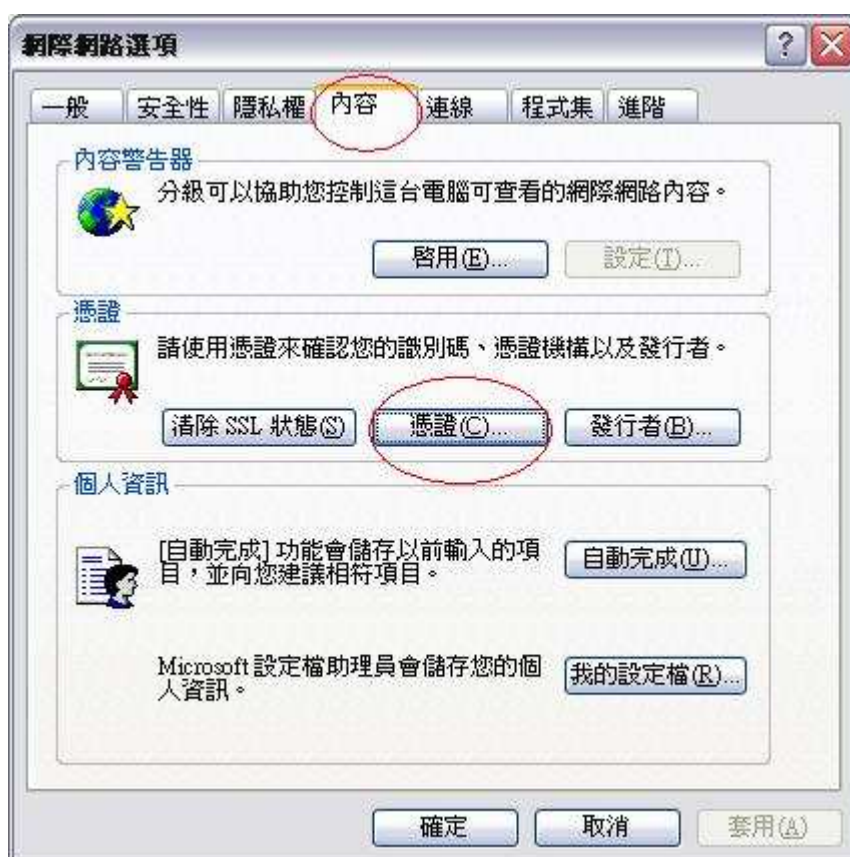 網際網路選項
一般 安全性 隱私權 內容 連線 程式集 進階
內容警告器
分級可以協助您控制這台電腦可查看的網際網路內容。
啓用(E)... 設定(T)...
憑證
請使用憑證來確認您的識別碼、憑證機構以及發行者。
清除 SSL 狀態(S) 憑證(C)... 發行者(B)...
個人資訊
[自動完成] 功能會儲存以前輸入的項
目，並向您建議相符項目。
自動完成(U)...
Microsoft 設定檔助理員會儲存您的個
人資訊。
我的設定檔(R)...
確定 取消 套用(A)